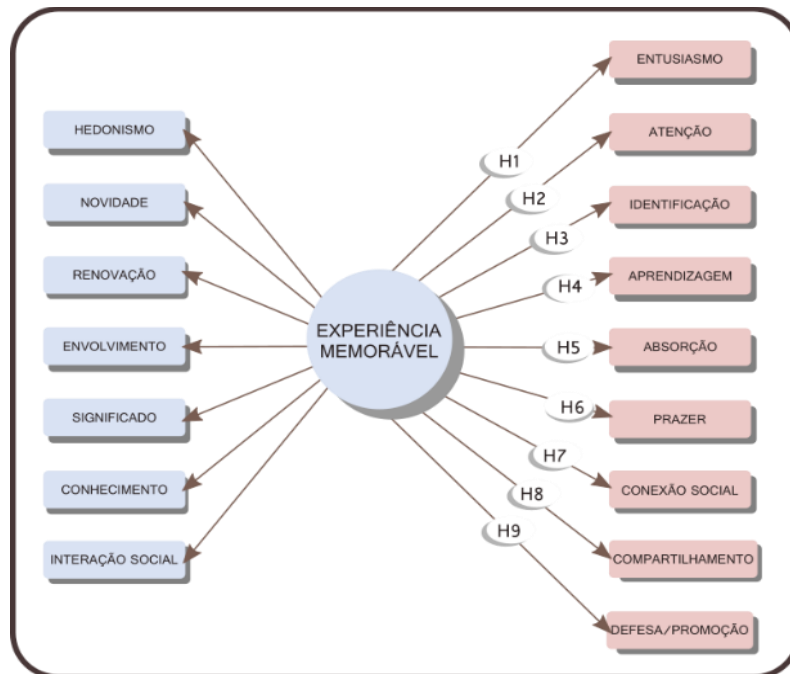 HEDONISMO
NOVIDADE
RENOVAÇÃO
ENVOLVIMENTO
SIGNIFICADO
CONHECIMENTO
INTERAÇÃO SOCIAL
EXPERIÊNCIA
MEMORÁVEL
H1
H2
H3
H4
H5
H6
H7
H8
H9
ENTUSIASMO
ATENÇÃO
IDENTIFICAÇÃO
APRENDIZAGEM
ABSORÇÃO
PRAZER
CONEXÃO SOCIAL
COMPARTILHAMENTO
DEFESA/PROMOÇÃO